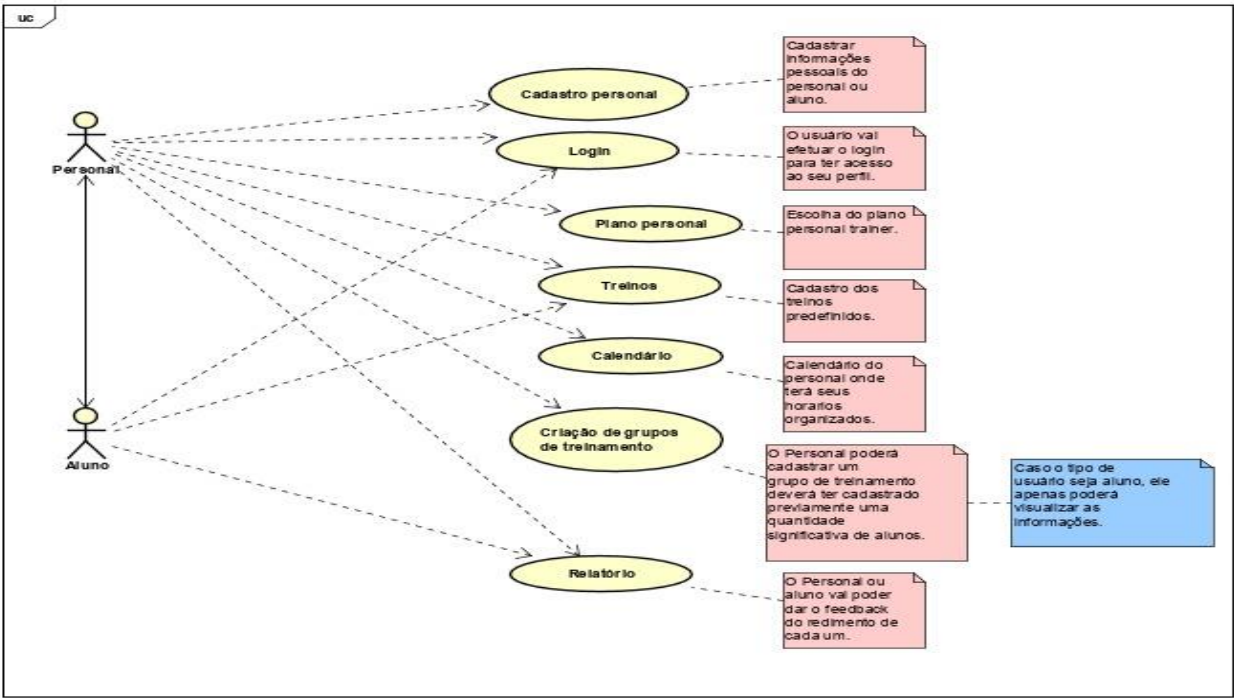 uc
Cadastrar
informações
pessoais do
personal ou
aluno.
Cadastro personal
Personal
O usuário vai
efetuar o login
para ter acesso
ao seu perfil.
Login
Escolha do plano
personal trainer.
Plano personal
Treinos
Cadastro dos
treinos
predefinidos.
Calendário
Calendário do
personal onde
terá seus
horarios
organizados.
Aluno
Criação de grupos
de treinamento
O Personal poderá
cadastrar um
grupo de treinamento
deverá ter cadastrado
previamente uma
quantidade
significativa de alunos.
Caso o tipo de
usuário seja aluno, ele
apenas poderá
visualizar as
informações.
Relatório
O Personal ou
aluno vai poder
dar o feedback
do redimento de
cada um.